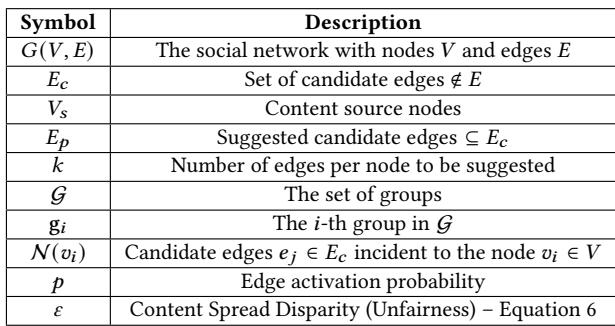 Symbol Description
G(V, E) The social network with nodes V and edges E
E_c Set of candidate edges ∉ E
V_s Content source nodes
E_p Suggested candidate edges ⊆ E_c
k Number of edges per node to be suggested
𝒢 The set of groups
g_i The i-th group in 𝒢
𝒩(v_i) Candidate edges e_j ∈ E_c incident to the node v_i ∈ V
p Edge activation probability
ε Content Spread Disparity (Unfairness) – Equation 6